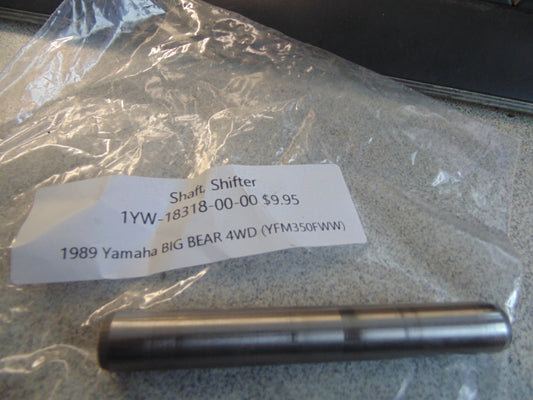 Shaft, Shifter
1YW-18318-00-00 $9.95
1989 Yamaha BIG BEAR 4WD (YFM350FWW)